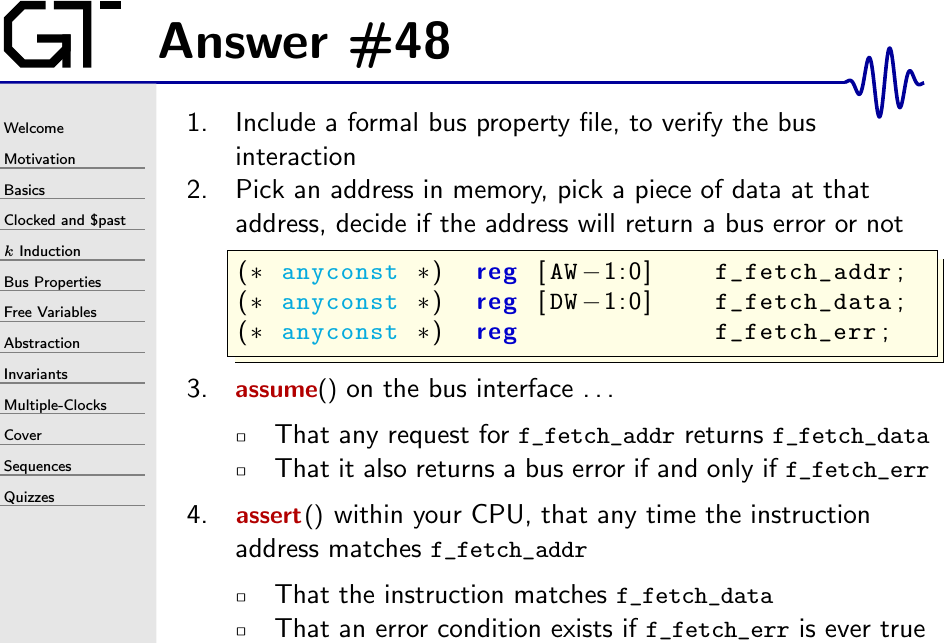 GT
Answer #48
Welcome
Motivation
Basics
Clocked and $past
k Induction
Bus Properties
Free Variables
Abstraction
Invariants
Multiple-Clocks
Cover
Sequences
Quizzes
1. Include a formal bus property file, to verify the bus
interaction
2. Pick an address in memory, pick a piece of data at that
address, decide if the address will return a bus error or not
(* anyconst *) reg [AW-1:0] f_fetch_addr;
(* anyconst *) reg [DW-1:0] f_fetch_data;
(* anyconst *) reg f_fetch_err;
3. assume() on the bus interface ...
▫ That any request for f_fetch_addr returns f_fetch_data
▫ That it also returns a bus error if and only if f_fetch_err
4. assert() within your CPU, that any time the instruction
address matches f_fetch_addr
▫ That the instruction matches f_fetch_data
▫ That an error condition exists if f_fetch_err is ever true